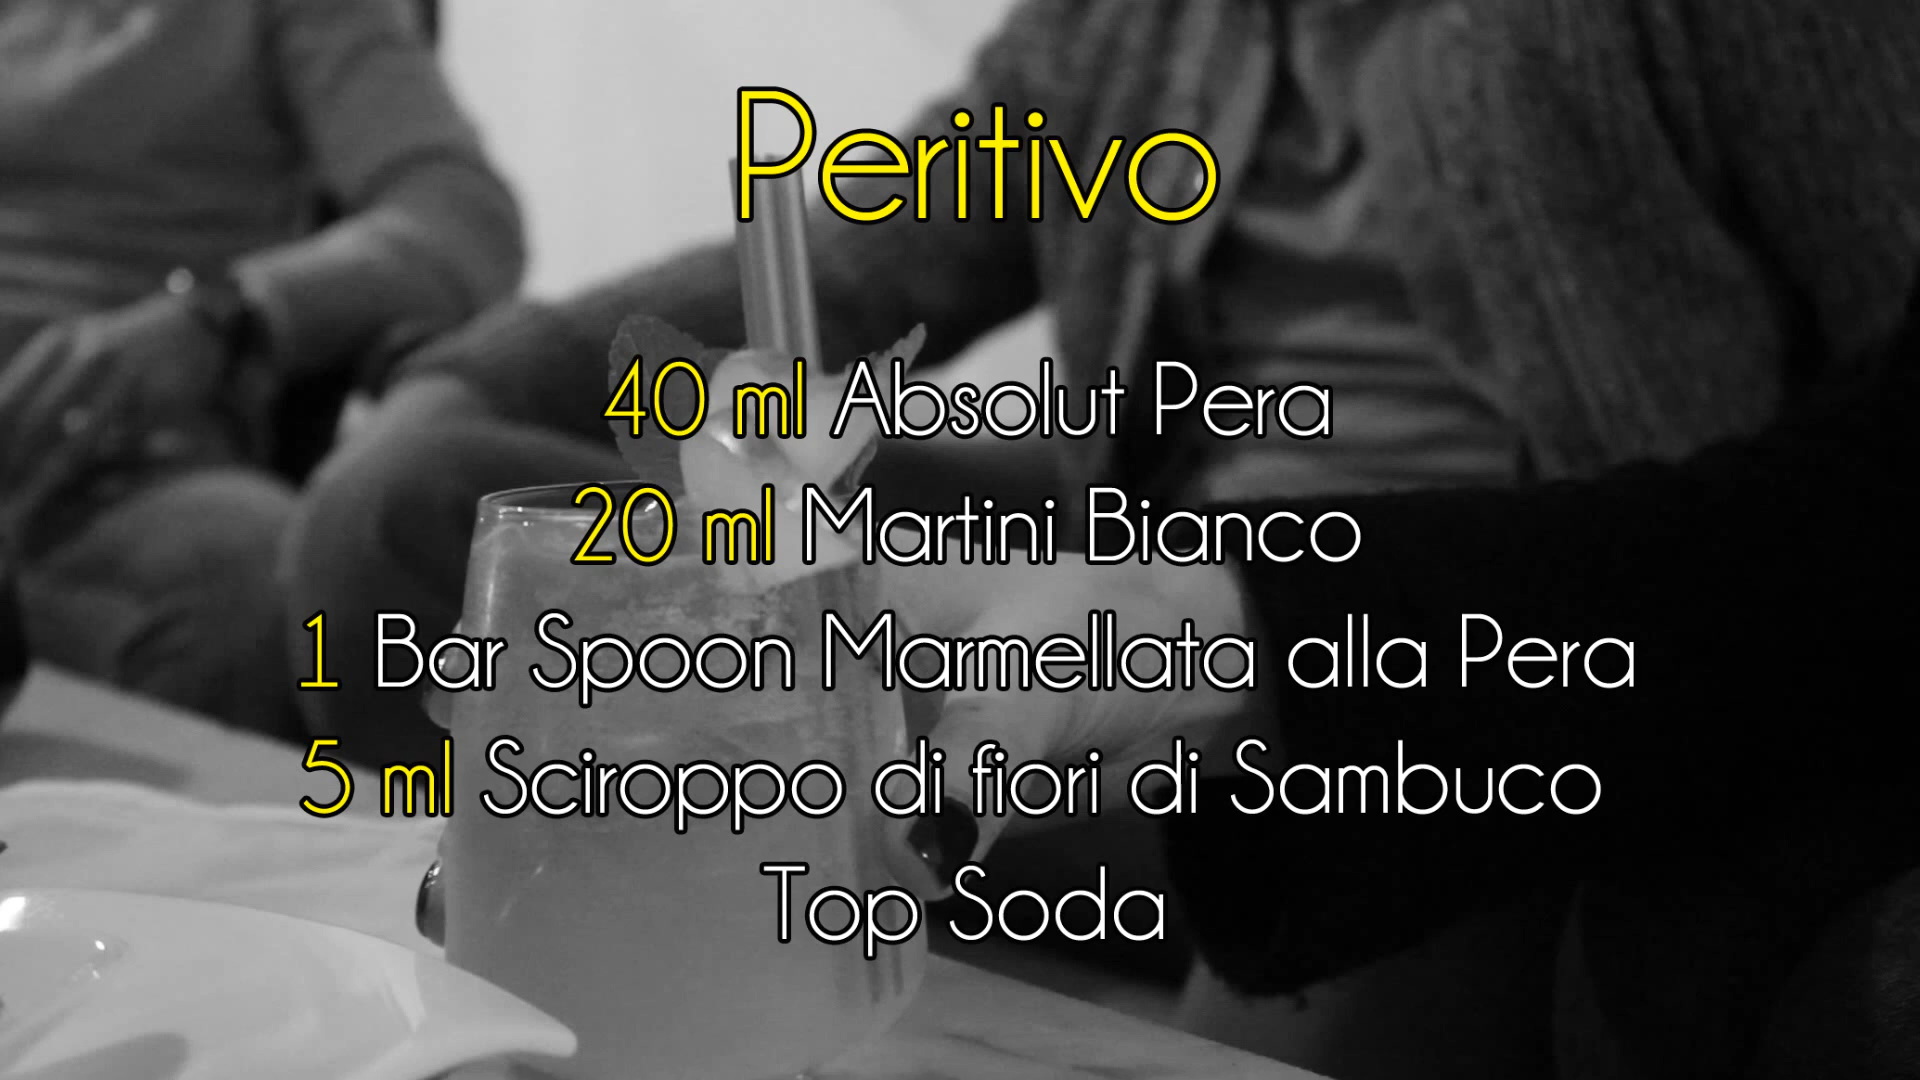 Peritivo
40 ml Absolut Pera
20 ml Martini Bianco
1 Bar Spoon Marmellata alla Pera
5 ml Sciroppo di fiori di Sambuco
Top Soda